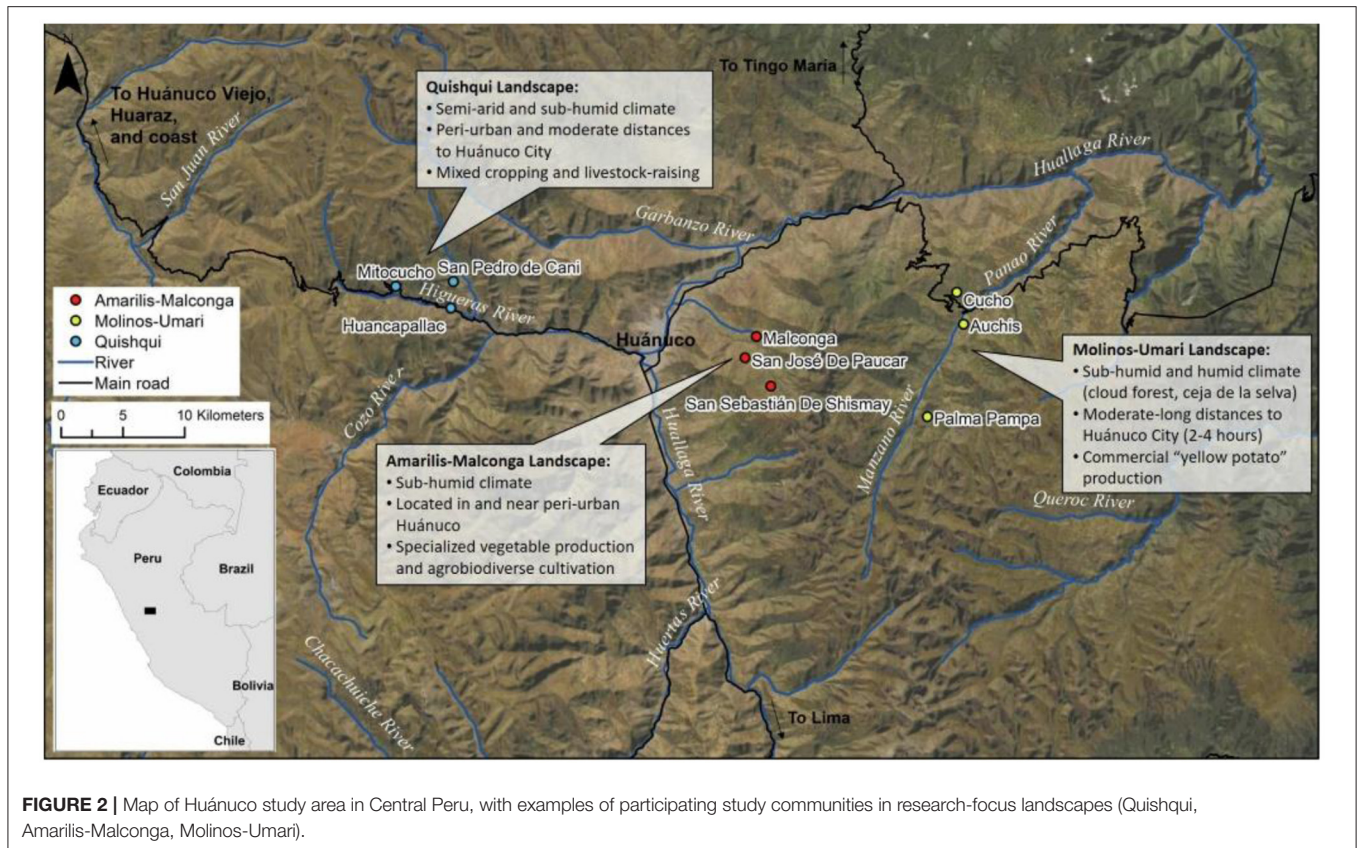 To Huánuco Viejo,
Huaraz,
and coast
San Juan River
Quishqui Landscape:
• Semi-arid and sub-humid climate
• Peri-urban and moderate distances
to Huánuco City
• Mixed cropping and livestock-raising
To Tingo Maria
Huallaga River
Garbanzo River
Panao River
Mitocucho
San Pedro de Cani
Higueras River
Huancapallac
Cucho
Auchis
Huánuco
Malconga
San José De Paucar
San Sebastián De Shismay
Palma Pampa
Amarilis-Malconga
Molinos-Umari
Quishqui
River
Main road
0 5 10 Kilometers
Molinos-Umari Landscape:
• Sub-humid and humid climate
(cloud forest, ceja de la selva)
• Moderate-long distances to
Huánuco City (2-4 hours)
• Commercial “yellow potato”
production
Cozo River
Huallaga River
Manzano River
Queroc River
Amarilis-Malconga Landscape:
• Sub-humid climate
• Located in and near peri-urban
Huánuco
• Specialized vegetable production
and agrobiodiverse cultivation
Colombia
Ecuador
Peru
Brazil
Bolivia
Chile
Huertas River
Chacachuiche River
To Lima
FIGURE 2 | Map of Huánuco study area in Central Peru, with examples of participating study communities in research-focus landscapes (Quishqui,
Amarilis-Malconga, Molinos-Umari).